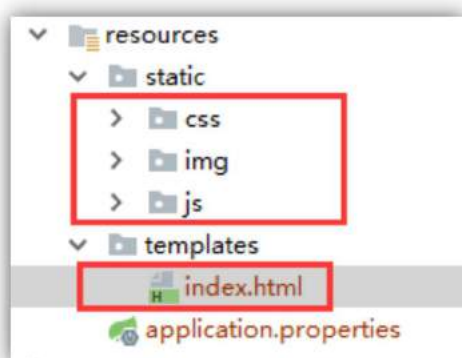 resources
static
css
img
js
templates
index.html
application.properties